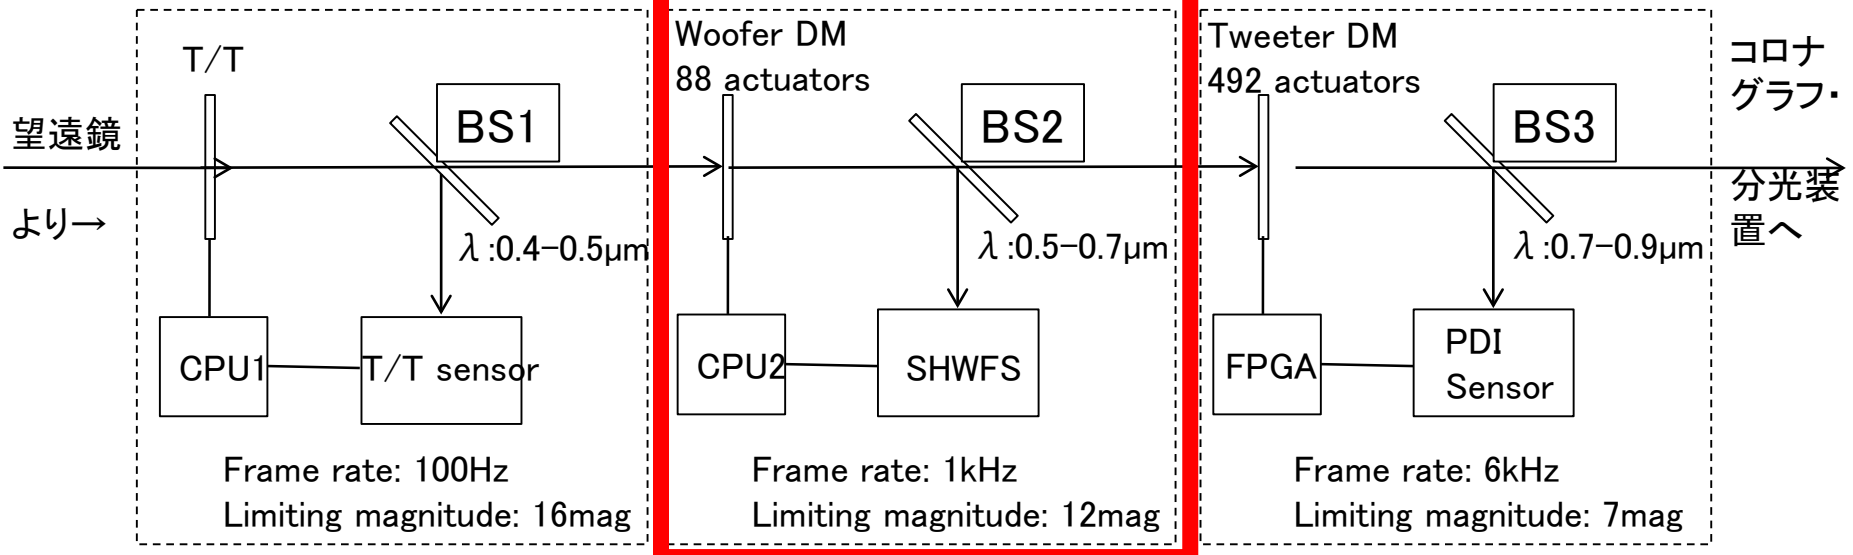 望遠鏡
より→
T/T
BS1
λ:0.4-0.5μm
CPU1
T/T sensor
Frame rate: 100Hz
Limiting magnitude: 16mag
Woofer DM
88 actuators
BS2
λ:0.5-0.7μm
CPU2
SHWFS
Frame rate: 1kHz
Limiting magnitude: 12mag
Tweeter DM
492 actuators
BS3
λ:0.7-0.9μm
FPGA
PDI
Sensor
Frame rate: 6kHz
Limiting magnitude: 7mag
コロナ
グラフ・
分光装
置へ